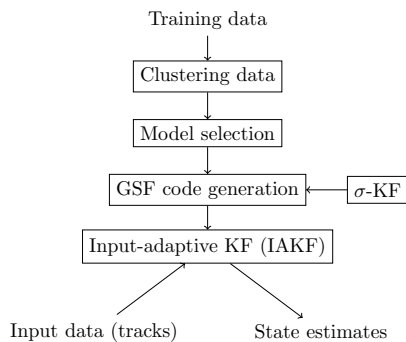 Training data
Clustering data
Model selection
GSF code generation
σ-KF
Input-adaptive KF (IAKF)
Input data (tracks)
State estimates